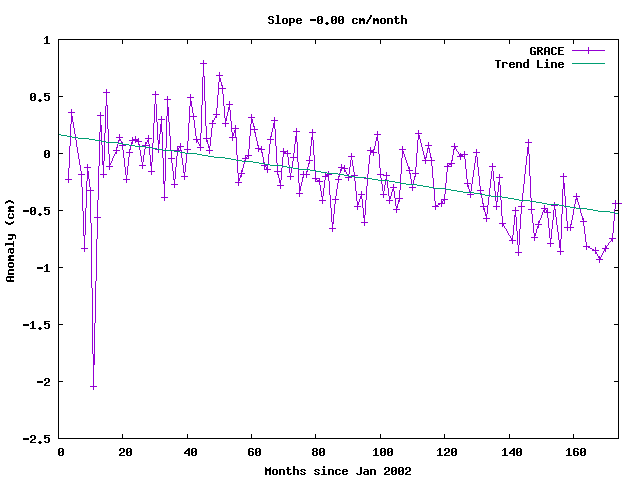 Slope -0.00 cm/month
GRACE
Trend Line
1
0.5
0
-0.5
-1
-1.5
-2
-2.5
Anomaly (cm)
0 20 40 60 80 100 120 140 160
Months since Jan 2002